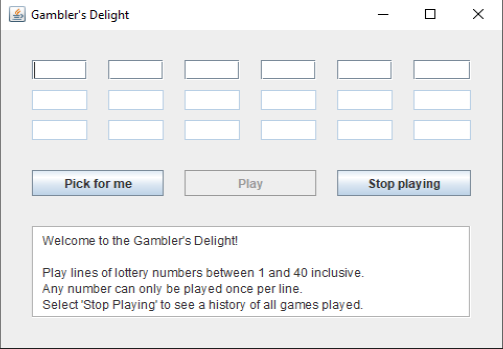 Gambler's Delight
Pick for me Play Stop playing
Welcome to the Gambler's Delight!
Play lines of lottery numbers between 1 and 40 inclusive.
Any number can only be played once per line.
Select 'Stop Playing' to see a history of all games played.